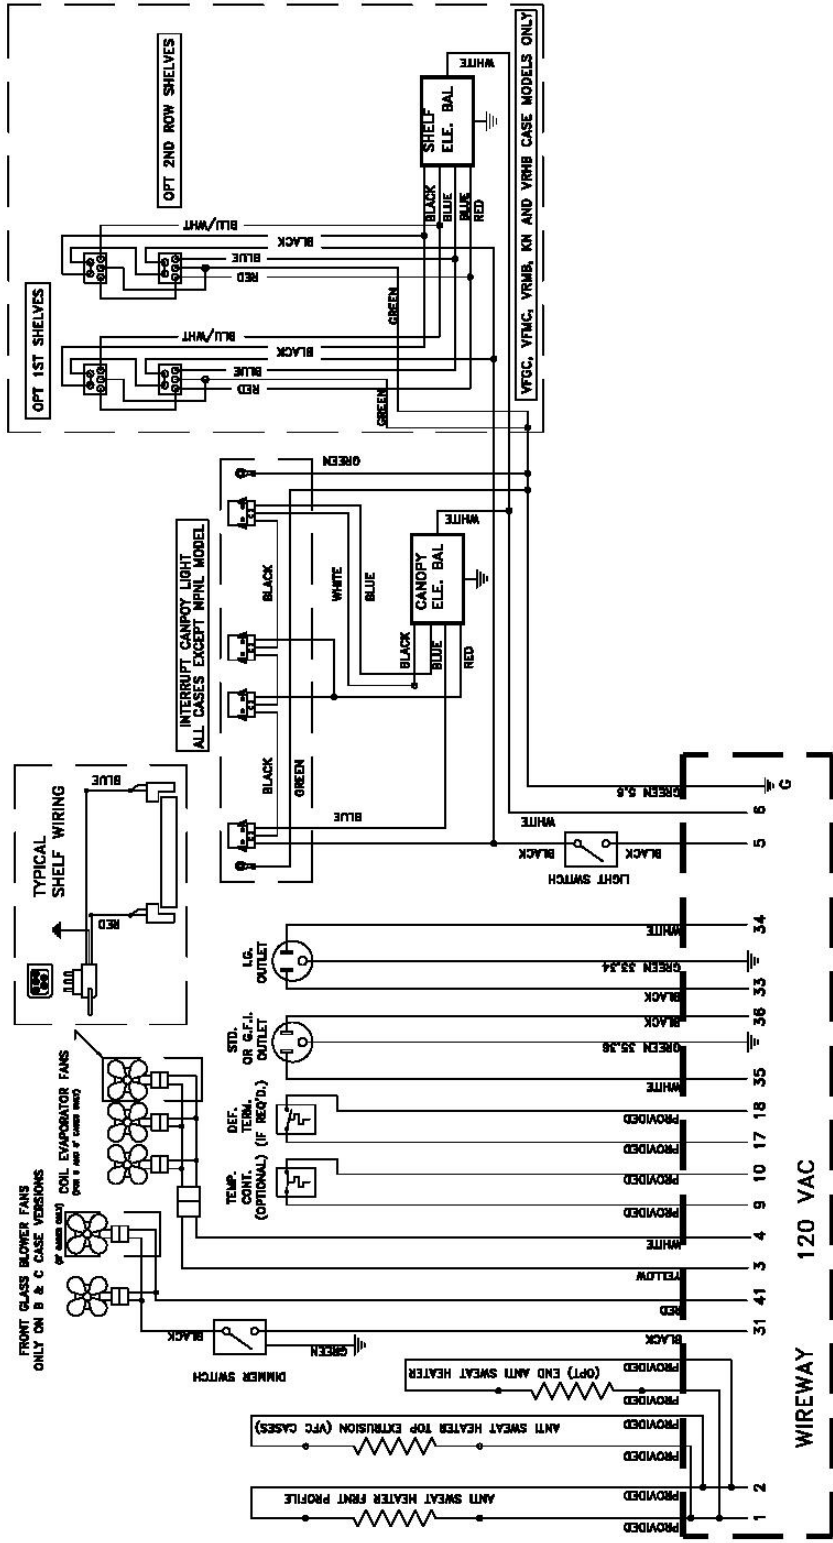 FRONT GLASS BLOWER FANS
ONLY ON B & C CASE VERSIONS
COIL EVAPORATOR FANS
TYPICAL
SHELF WIRING
RED
BLUE
INTERRUPT CANPOY LIGHT
ALL CASES EXCEPT NPNL MODEL
OPT 1ST SHELVES
OPT 2ND ROW SHELVES
BLU/WHT
BLACK
BLUE
RED
BLU/WHT
BLACK
BLUE
RED
GREEN
GREEN
SHELF
ELE. BAL
WHITE
BLACK
BLUE
BLUE
RED
VFGC, VFMC, VRMB, KN AND VRHB CASE MODELS ONLY
GREEN
BLACK
BLACK
GREEN
WHITE
BLUE
BLUE
CANOPY
ELE. BAL
WHITE
BLACK
BLUE
RED
DIMMER SWITCH
BLACK
GREEN
TEMP.
CONT.
(OPTIONAL)
DEF.
TERM.
(IF REQ'D.)
STD.
OR G.F.I.
OUTLET
I.G.
OUTLET
LIGHT SWITCH
BLACK
BLACK
WHITE
ANTI SWEAT HEATER FRNT PROFILE
ANTI SWEAT HEATER TOP EXTRUSION (VFC CASES)
(OPT) END ANTI SWEAT HEATER
PROVIDED
PROVIDED
PROVIDED
PROVIDED
PROVIDED
PROVIDED
BLACK
RED
YELLOW
WHITE
PROVIDED
PROVIDED
PROVIDED
PROVIDED
WHITE
GREEN 35,36
BLACK
BLACK
GREEN 33,34
WHITE
GREEN 5,6
1
2
31
41
3
4
9
10
17
18
35
36
33
34
5
6
G
WIREWAY
120 VAC